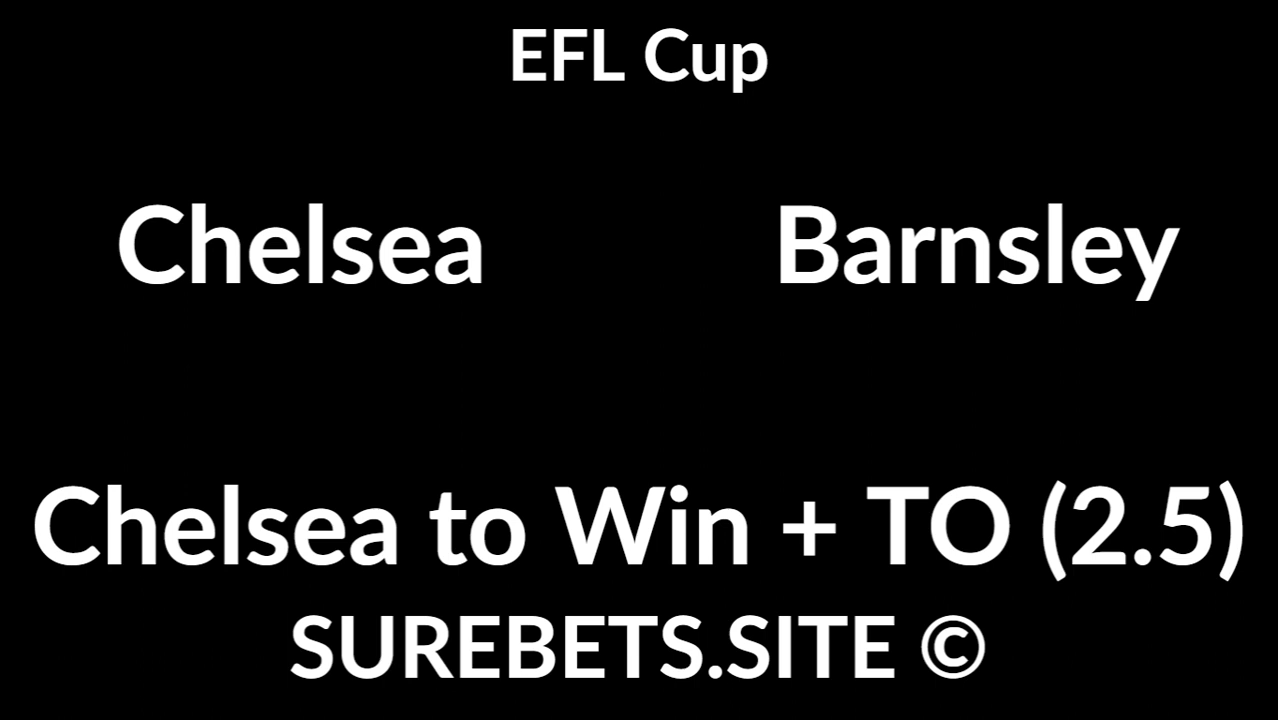 EFL Cup
Chelsea Barnsley
Chelsea to Win + TO (2.5)
SUREBETS.SITE ©